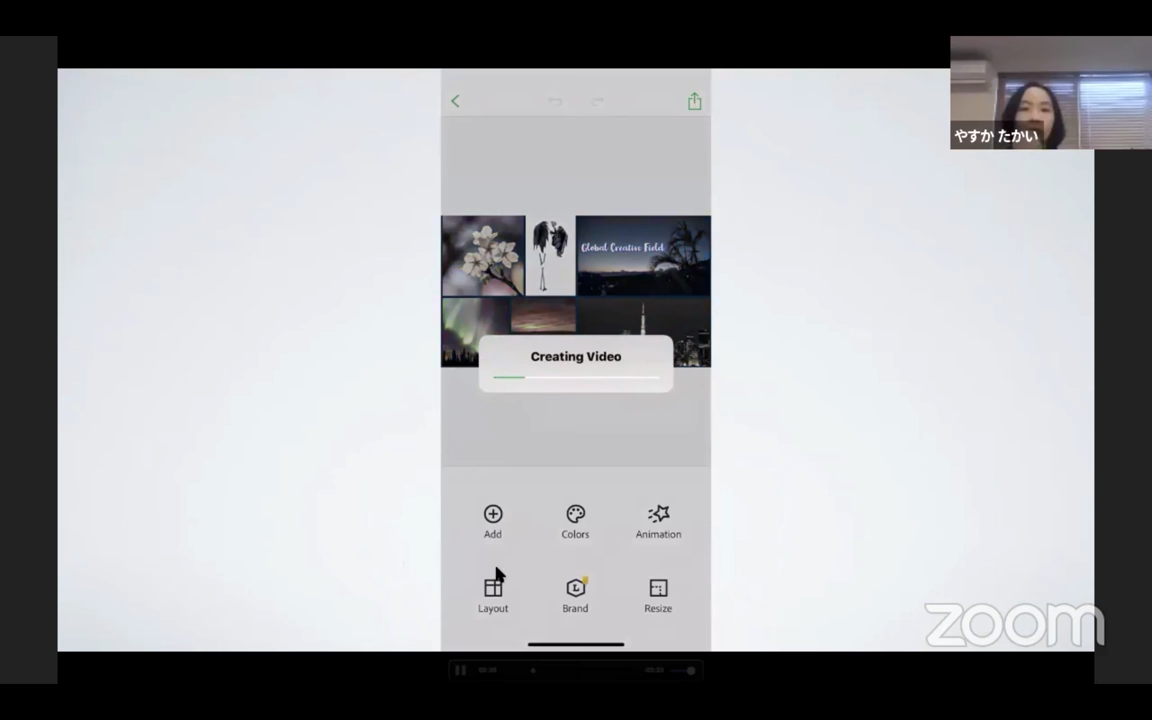 やすか たかい
Global Creative Field
Creating Video
Add
Colors
Animation
Layout
Brand
Resize
zoom